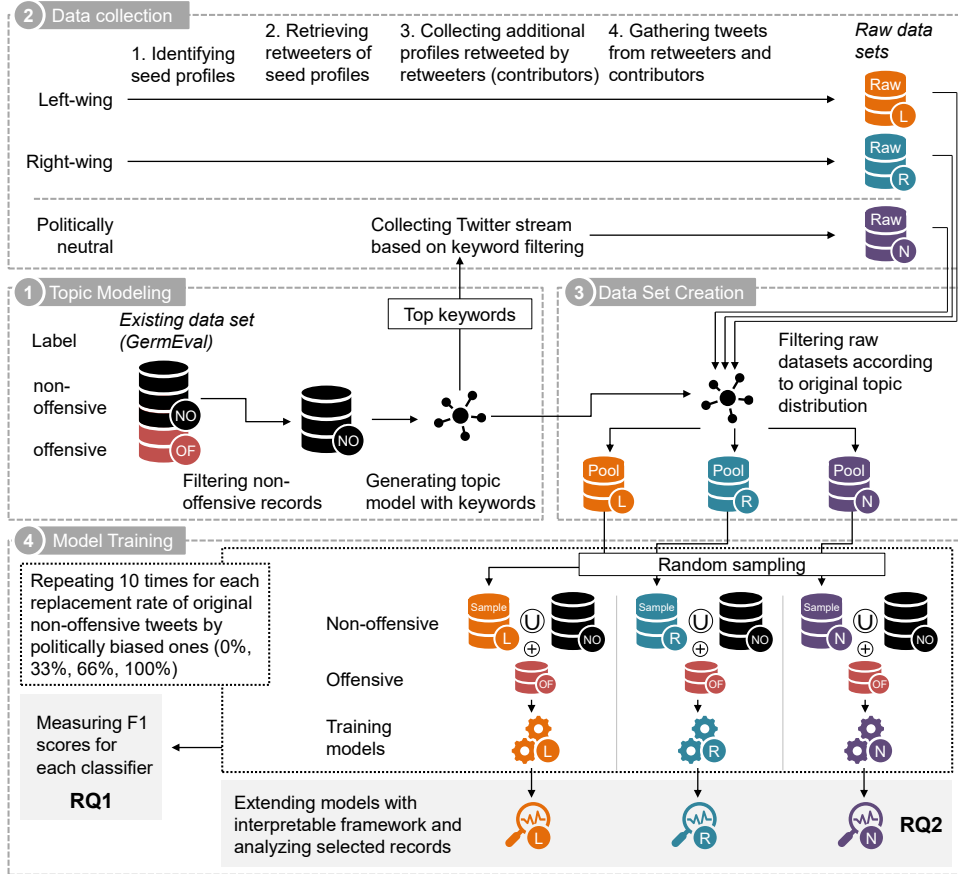 2 Data collection
1. Identifying
seed profiles
2. Retrieving
retweeters of
seed profiles
3. Collecting additional
profiles retweeted by
retweeters (contributors)
4. Gathering tweets
from retweeters and
contributors
Raw data
sets
Left-wing
Raw
L
Right-wing
Raw
R
Politically
neutral
Collecting Twitter stream
based on keyword filtering
Raw
N
1 Topic Modeling
Top keywords
Label
Existing data set
(GermEval)
non-
offensive
NO
offensive
OF
NO
Filtering non-
offensive records
Generating topic
model with keywords
3 Data Set Creation
Filtering raw
datasets according
to original topic
distribution
Pool
L
Pool
R
Pool
N
4 Model Training
Repeating 10 times for each
replacement rate of original
non-offensive tweets by
politically biased ones (0%,
33%, 66%, 100%)
Random sampling
Non-offensive
Sample
L
U
NO
+
Sample
R
U
NO
+
Sample
N
U
NO
+
Offensive
OF
OF
OF
Training
models
L
R
N
Measuring F1
scores for
each classifier
RQ1
Extending models with
interpretable framework and
analyzing selected records
L
R
N
RQ2